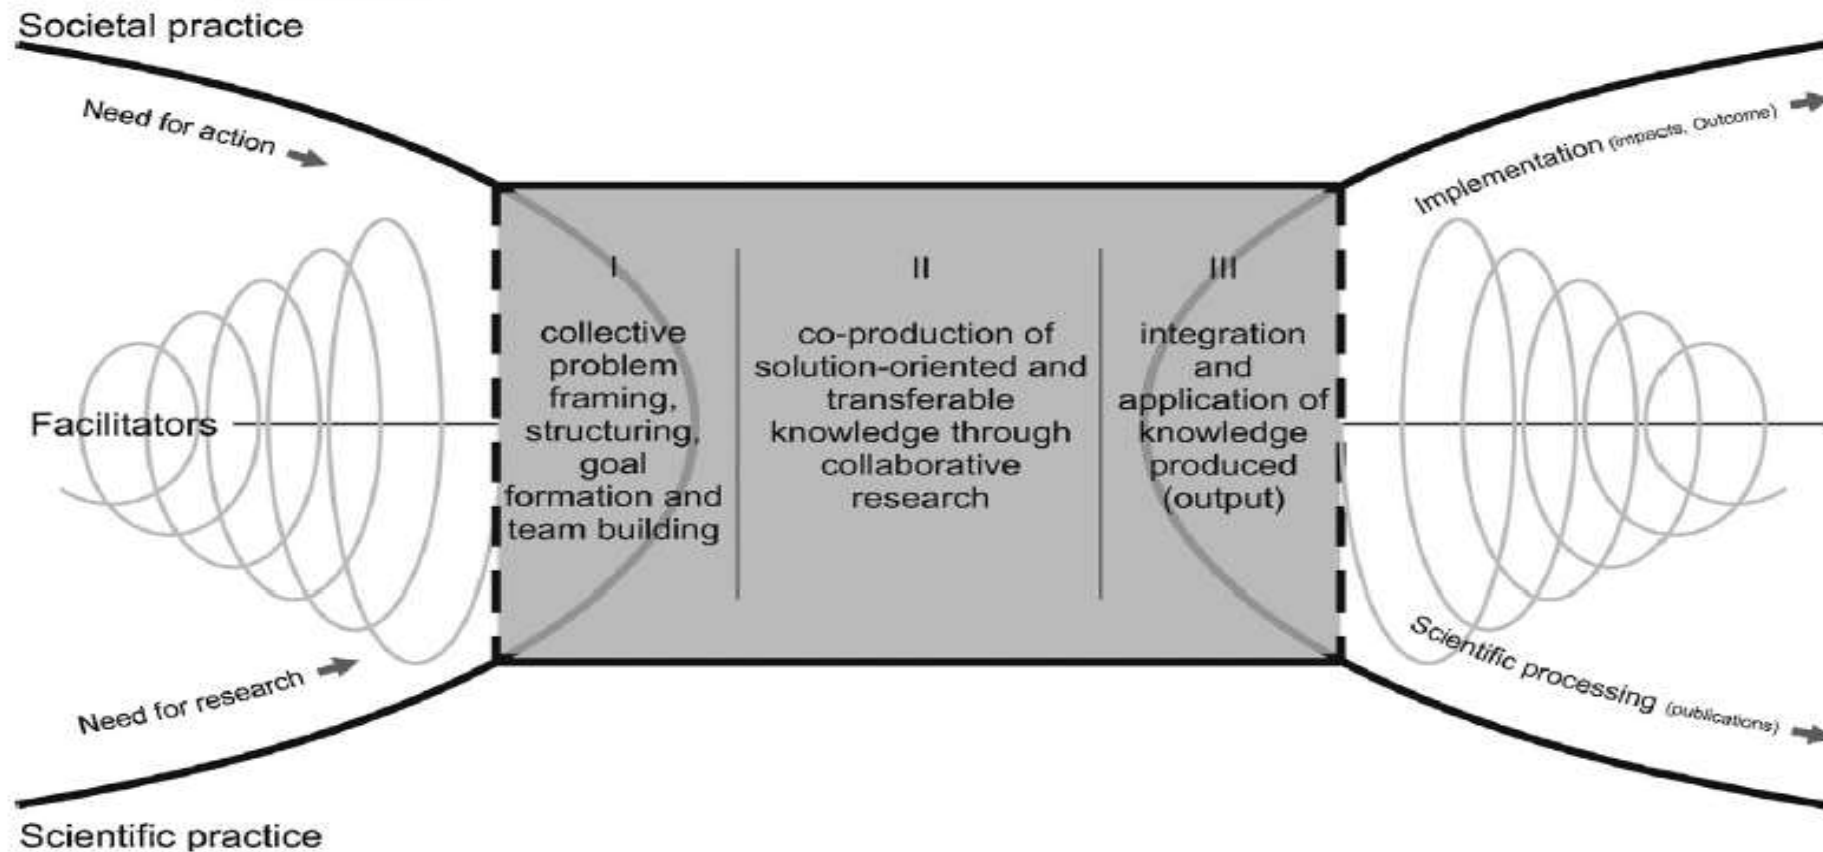 Societal practice
Need for action
Facilitators
Need for research
Scientific practice
I
collective
problem
framing,
structuring,
goal
formation and
team building
II
co-production of
solution-oriented and
transferable
knowledge through
collaborative
research
III
integration
and
application of
knowledge
produced
(output)
Implementation (impacts, Outcome)
Scientific processing (publications)